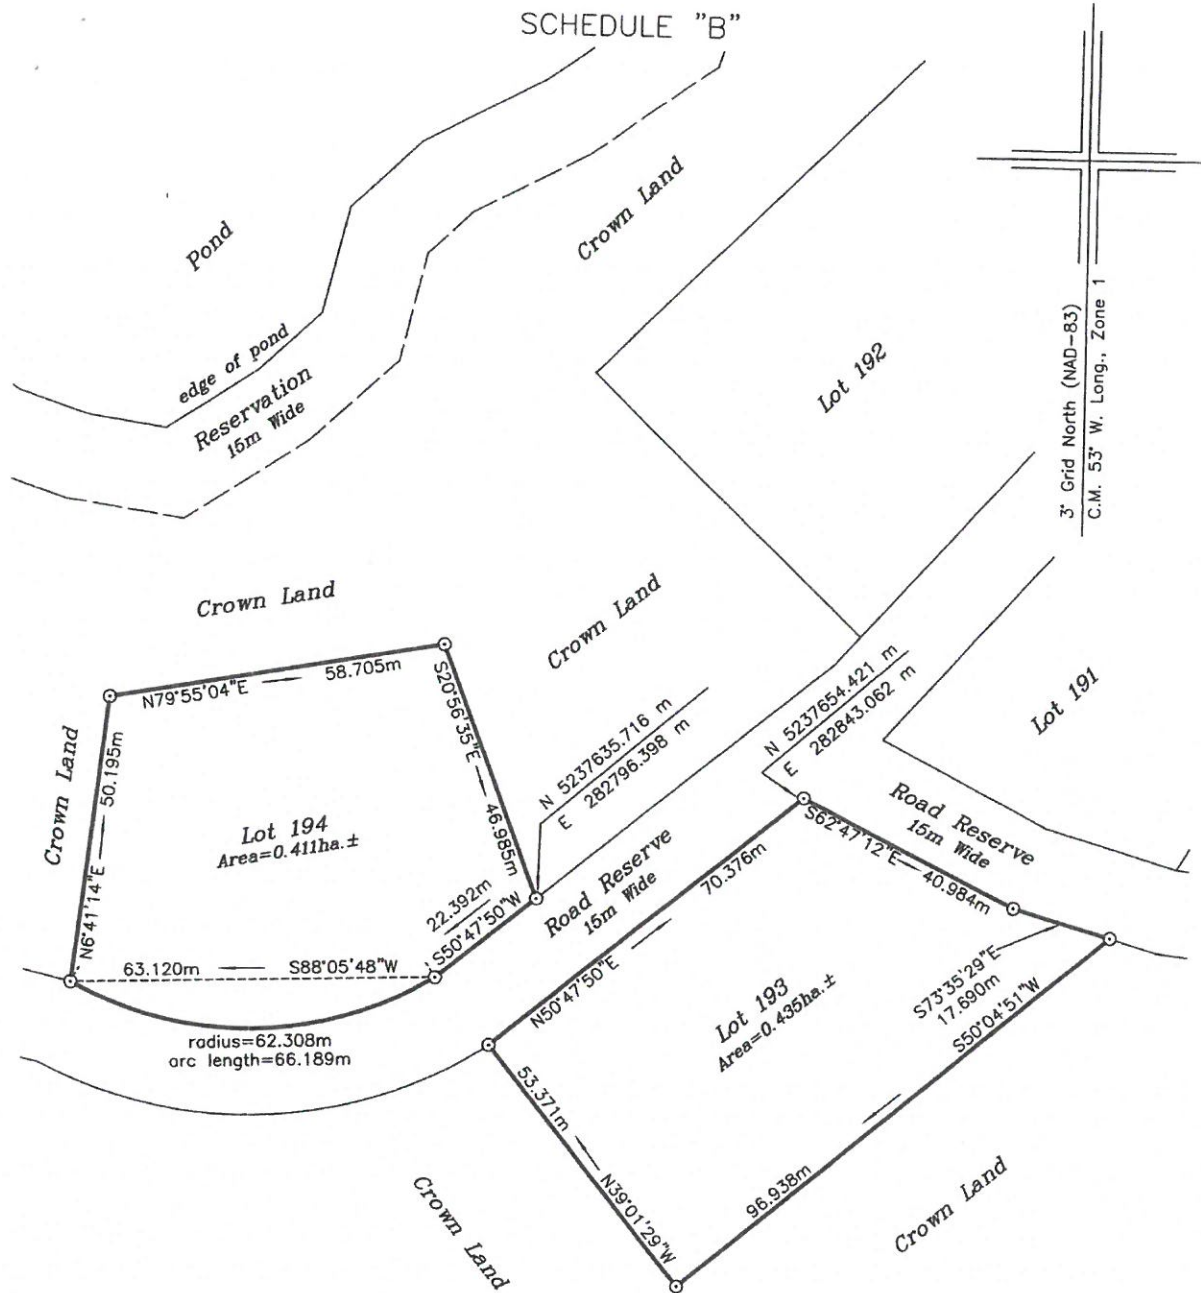 SCHEDULE "B"
Pond
Crown Land
edge of pond
Reservation
15m Wide
Lot 192
3° Grid North (NAD-83)
C.M. 53° W. Long., Zone 1
Crown Land
Crown Land
N79°55'04"E
58.705m
S20°56'35"E
46.985m
Crown Land
N6°41'14"E
50.195m
Lot 194
Area=0.411ha.±
N 5237635.716 m
E 282796.398 m
N 5237654.421 m
E 282843.062 m
Lot 191
Road Reserve
15m Wide
S62°47'12"E
40.984m
22.392m
S50°47'50"W
63.120m
S88°05'48"W
radius=62.308m
arc length=66.189m
Road Reserve
15m Wide
N50°47'50"E
70.376m
Lot 193
Area=0.435ha.±
S73°35'29"E
17.690m
S50°04'51"W
96.938m
53.371m
N39°01'29"W
Crown Land
Crown Land